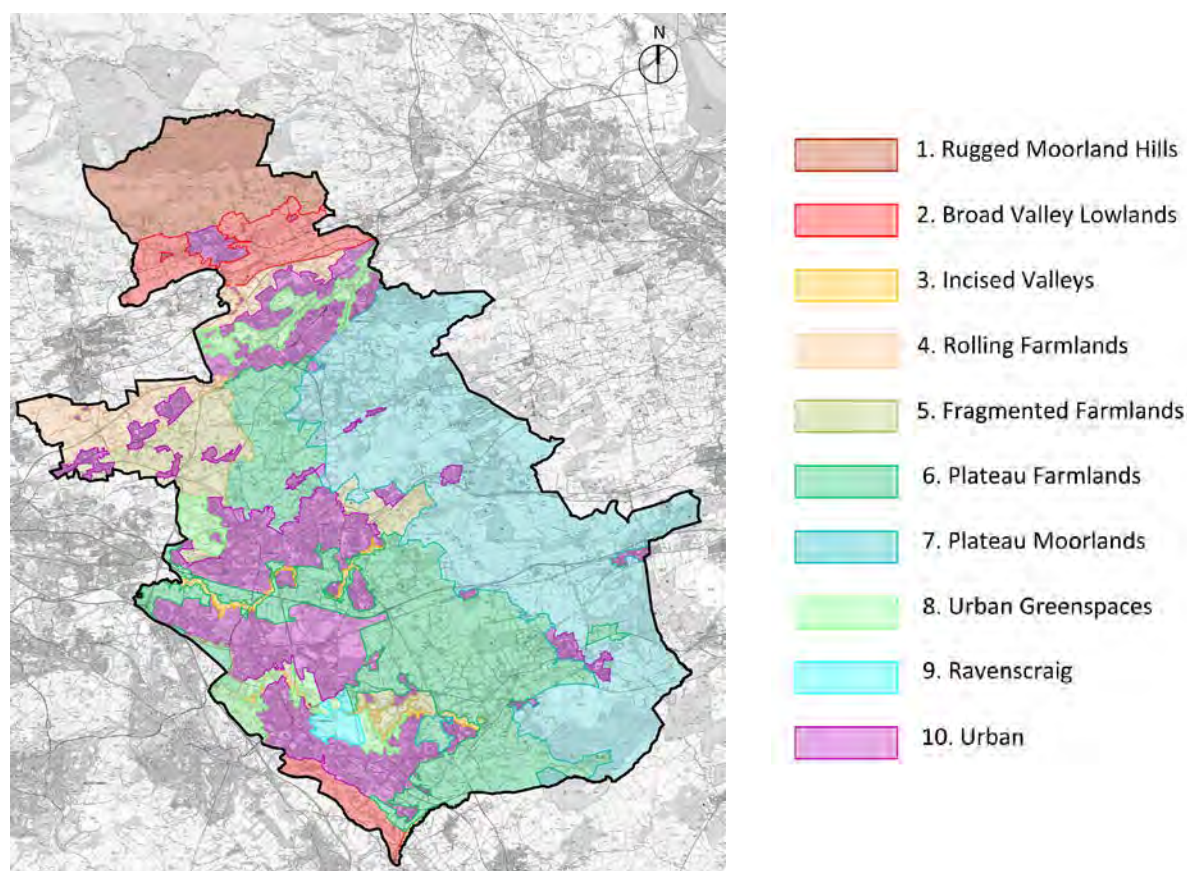 N
1. Rugged Moorland Hills
2. Broad Valley Lowlands
3. Incised Valleys
4. Rolling Farmlands
5. Fragmented Farmlands
6. Plateau Farmlands
7. Plateau Moorlands
8. Urban Greenspaces
9. Ravenscraig
10. Urban